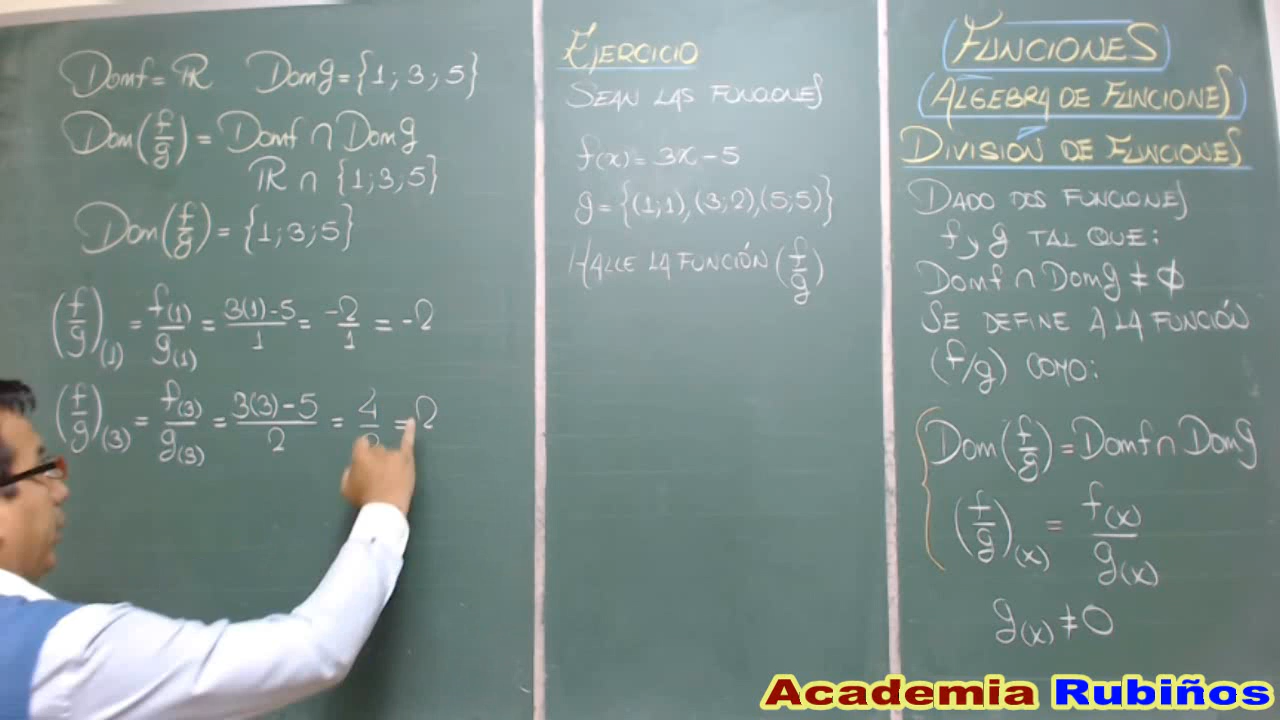 Domf = ℝ   Domg = {1; 3; 5}
Dom(f/g) = Domf ∩ Domg
ℝ ∩ {1; 3; 5}
Dom(f/g) = {1; 3; 5}
(f/g)(1) = f(1)/g(1) = 3(1)-5/1 = -2/1 = -2
(f/g)(3) = f(3)/g(3) = 3(3)-5/2 = 4/2 = 2
EJERCICIO
SEAN LAS FUNCIONES
f(x) = 3x - 5
g = {(1;1),(3;2),(5;5)}
HALLE LA FUNCIÓN (f/g)
FUNCIONES
(ALGEBRA DE FUNCIONES)
DIVISIÓN DE FUNCIONES
DADO DOS FUNCIONES
f y g TAL QUE:
Domf ∩ Domg ≠ ∅
SE DEFINE A LA FUNCIÓN
(f/g) COMO:
Dom(f/g) = Domf ∩ Domg
(f/g)(x) = f(x)/g(x)
g(x) ≠ 0
Academia Rubiños